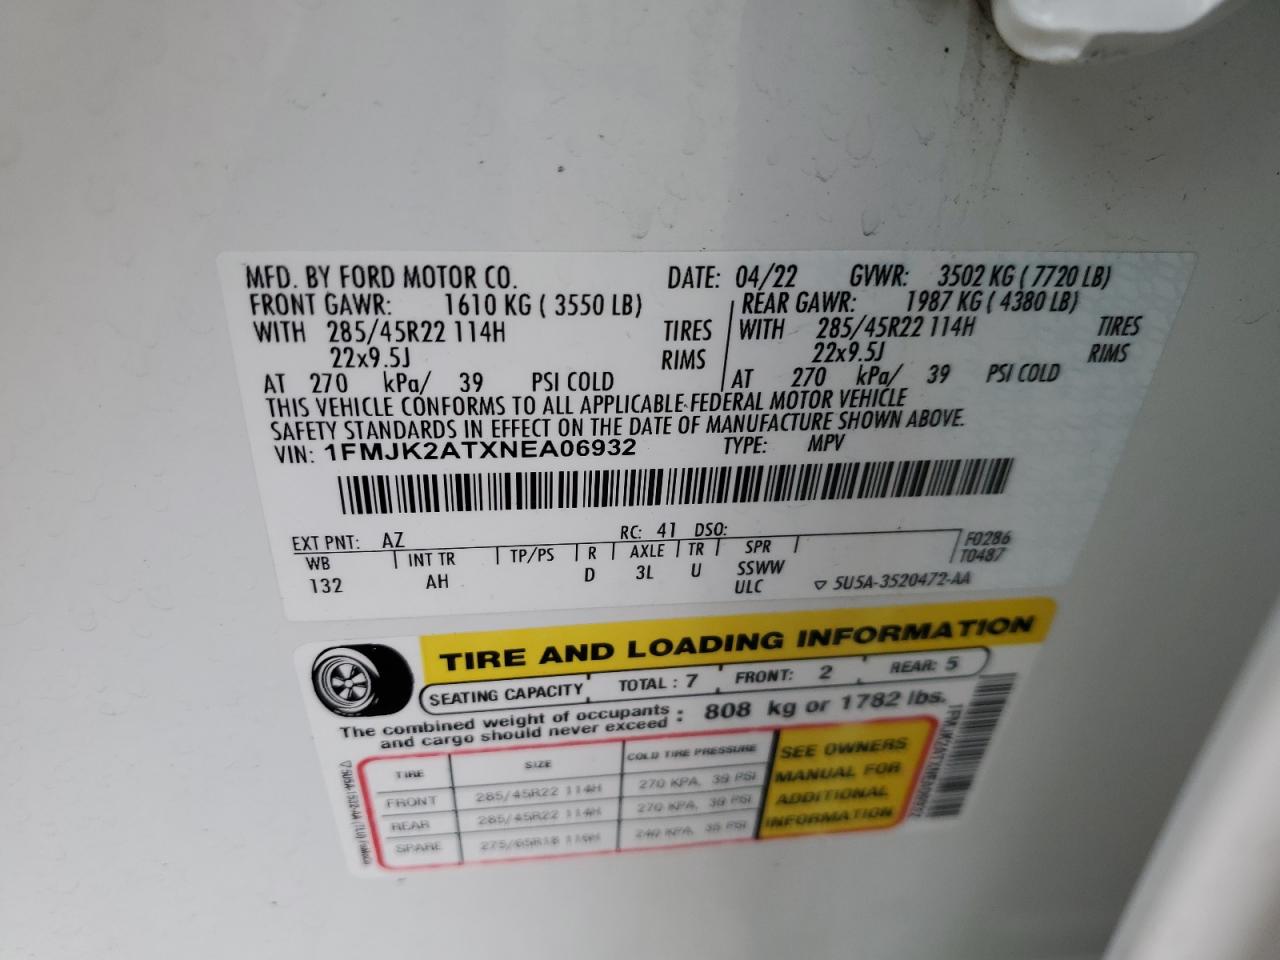 MFD. BY FORD MOTOR CO. DATE: 04/22 GVWR: 3502 KG ( 7720 LB)
FRONT GAWR: 1610 KG ( 3550 LB) REAR GAWR: 1987 KG ( 4380 LB)
WITH 285/45R22 114H TIRES WITH 285/45R22 114H TIRES
22x9.5J RIMS 22x9.5J RIMS
AT 270 kPa/ 39 PSI COLD AT 270 kPa/ 39 PSI COLD
THIS VEHICLE CONFORMS TO ALL APPLICABLE FEDERAL MOTOR VEHICLE
SAFETY STANDARDS IN EFFECT ON THE DATE OF MANUFACTURE SHOWN ABOVE.
VIN: 1FMJK2ATXNEA06932 TYPE: MPV
EXT PNT: AZ RC: 41 DSO:
WB INT TR TP/PS R AXLE TR SPR F0286
132 AH D 3L U SSWW T0487
ULC ▽ 5U5A-3520472-AA
TIRE AND LOADING INFORMATION
SEATING CAPACITY TOTAL : 7 FRONT: 2 REAR: 5
The combined weight of occupants and cargo should never exceed : 808 kg or 1782 lbs.
TIRE SIZE COLD TIRE PRESSURE
FRONT 285/45R22 114H 270 KPA, 39 PSI
REAR 285/45R22 114H 270 KPA, 39 PSI
SPARE 275/65R18 240 KPA, 35 PSI
SEE OWNERS
MANUAL FOR
ADDITIONAL
INFORMATION
1FMJK2ATXNEA06932